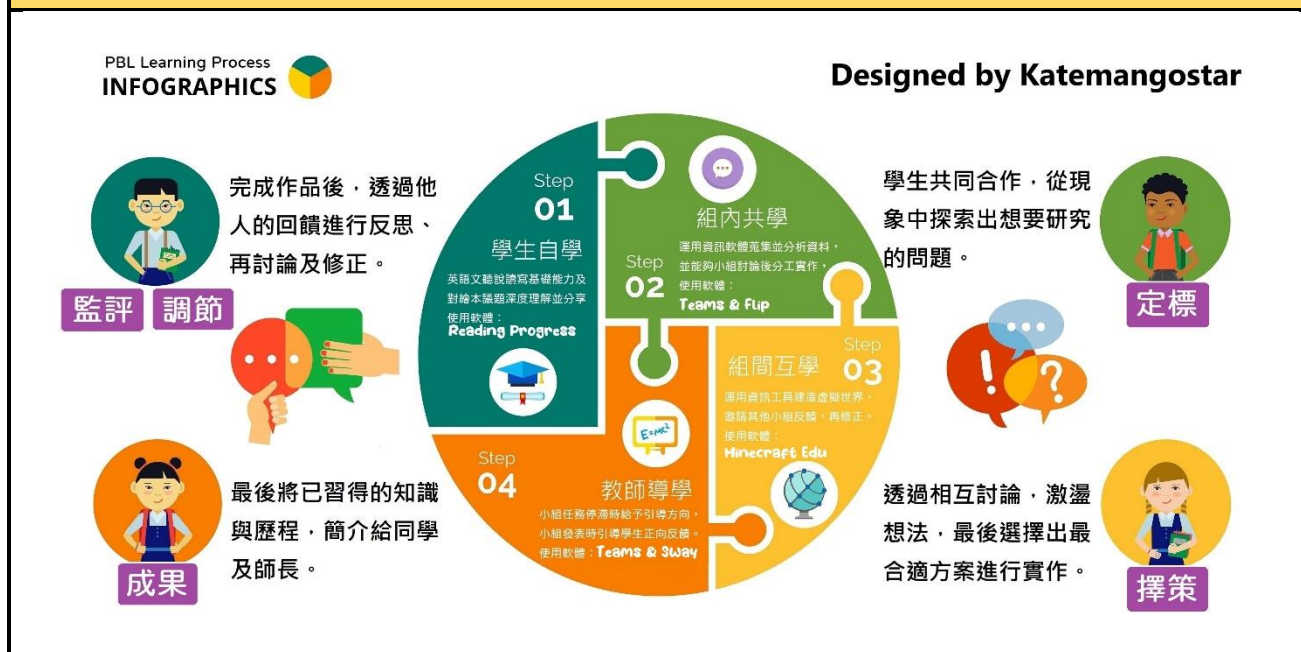 PBL Learning Process
INFOGRAPHICS
Designed by Katemangostar
完成作品後，透過他
人的回饋進行反思、
再討論及修正。
監評
調節
Step
01
學生自學
英語文聽說讀寫基礎能力及
對繪本議題深度理解並分享
使用軟體：
Reading Progress
組內共學
運用資訊軟體蒐集並分析資料，
並能夠小組討論後分工實作，
使用軟體：
Teams & Flip
Step
02
學生共同合作，從現
象中探索出想要研究
的問題。
定標
Step
03
組間互學
運用資訊工具建造虛擬世界，
邀請其他小組反饋，再修正。
使用軟體：
Minecraft Edu
Step
04
教師導學
小組任務停滯時給予引導方向，
小組發表時引導學生正向反饋。
使用軟體：Teams & Sway
E=mc²
最後將已習得的知識
與歷程，簡介給同學
及師長。
成果
透過相互討論，激盪
想法，最後選擇出最
合適方案進行實作。
擇策